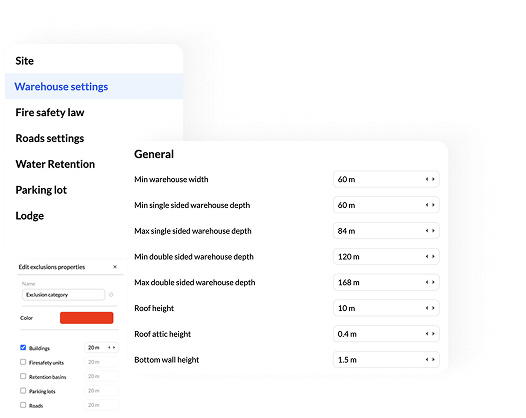 Site
Warehouse settings
Fire safety law
Roads settings
Water Retention
Parking lot
Lodge
General
Min warehouse width 60 m
Min single sided warehouse depth 60 m
Max single sided warehouse depth 84 m
Min double sided warehouse depth 120 m
Max double sided warehouse depth 168 m
Roof height 10 m
Roof attic height 0.4 m
Bottom wall height 1.5 m
Edit exclusions properties ×
Name
Exclusion category
Color
Buildings 20 m
Firesafety units 20 m
Retention basins 20 m
Parking lots 20 m
Roads 20 m